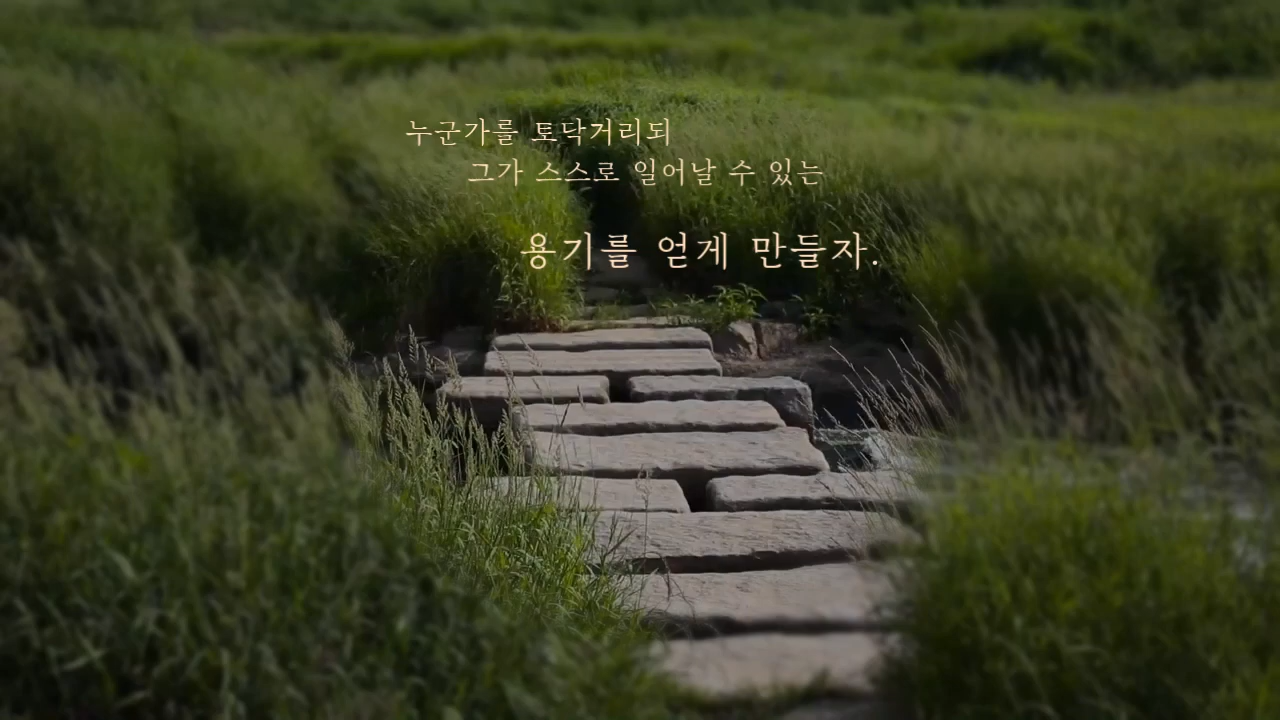 누군가를 토닥거리되
그가 스스로 일어날 수 있는
용기를 얻게 만들자.